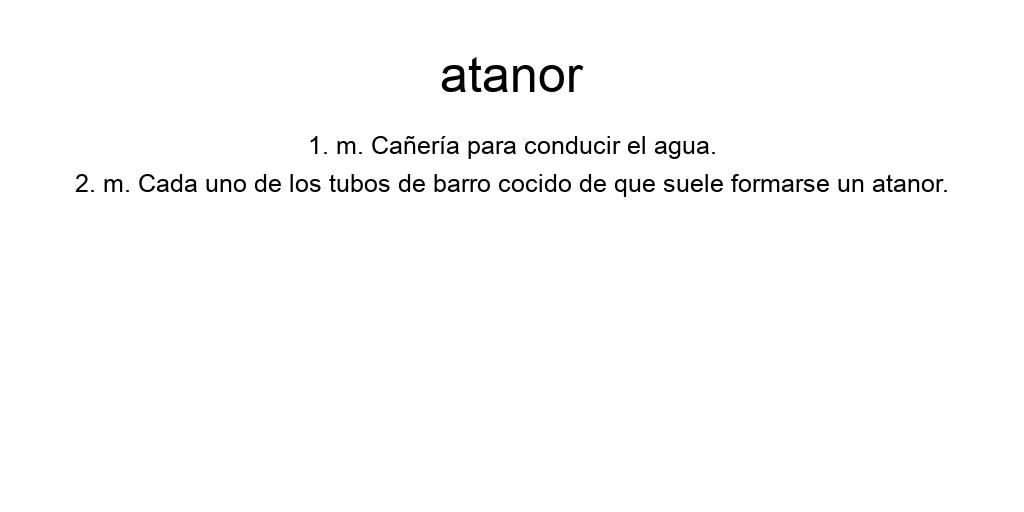 atanor
1. m. Cañería para conducir el agua.
2. m. Cada uno de los tubos de barro cocido de que suele formarse un atanor.